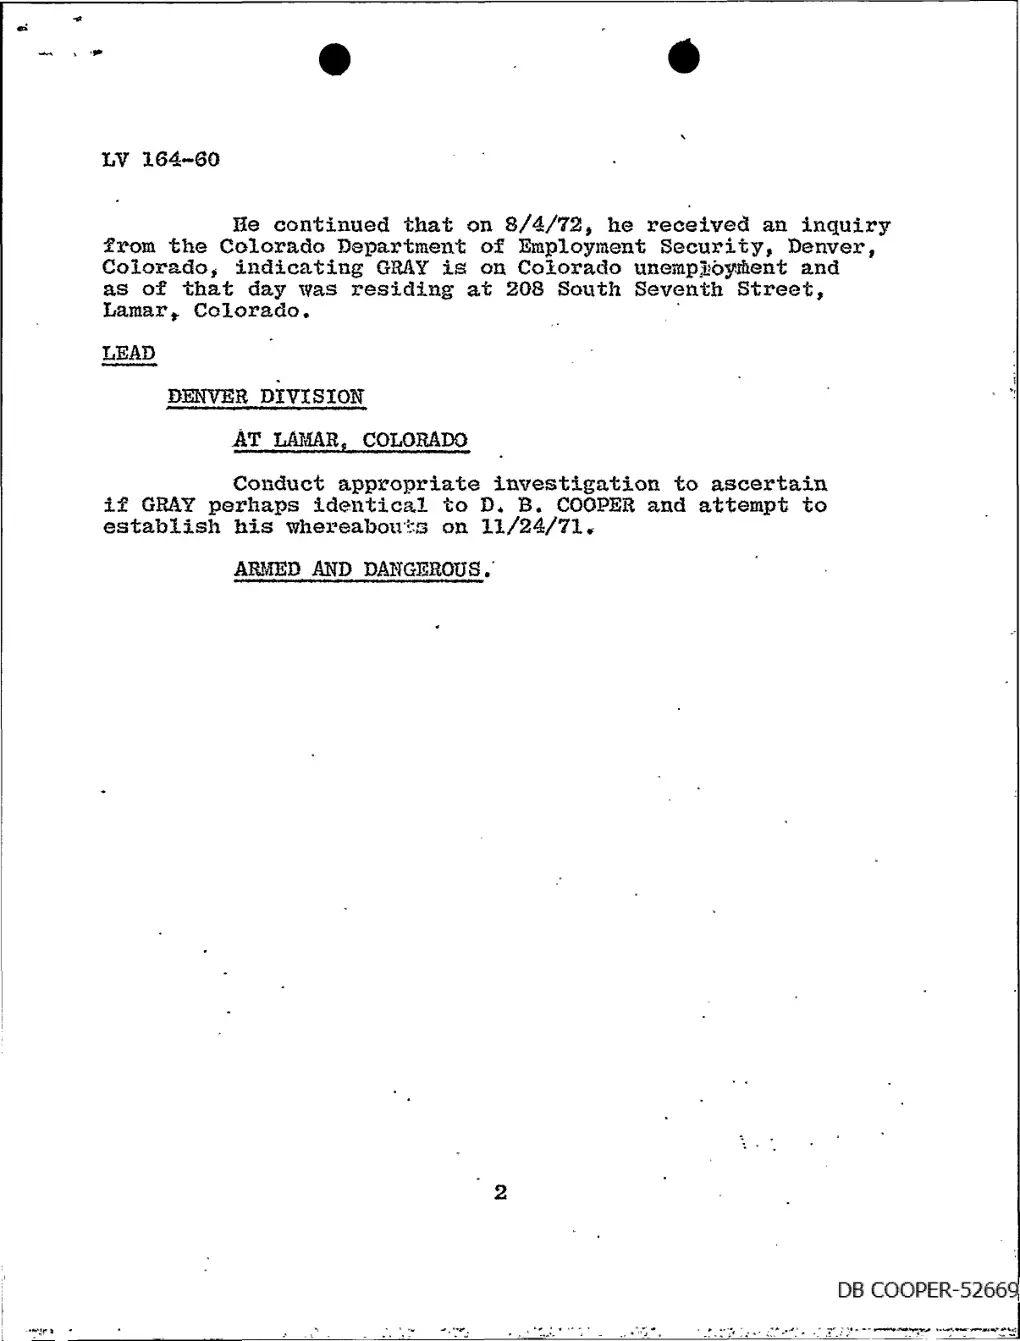 LV 164-60
He continued that on 8/4/72, he received an inquiry
from the Colorado Department of Employment Security, Denver,
Colorado, indicating GRAY is on Colorado unemployment and
as of that day was residing at 208 South Seventh Street,
Lamar, Colorado.
LEAD
DENVER DIVISION
AT LAMAR, COLORADO
Conduct appropriate investigation to ascertain
if GRAY perhaps identical to D. B. COOPER and attempt to
establish his whereabouts on 11/24/71.
ARMED AND DANGEROUS.
2
DB COOPER-52669